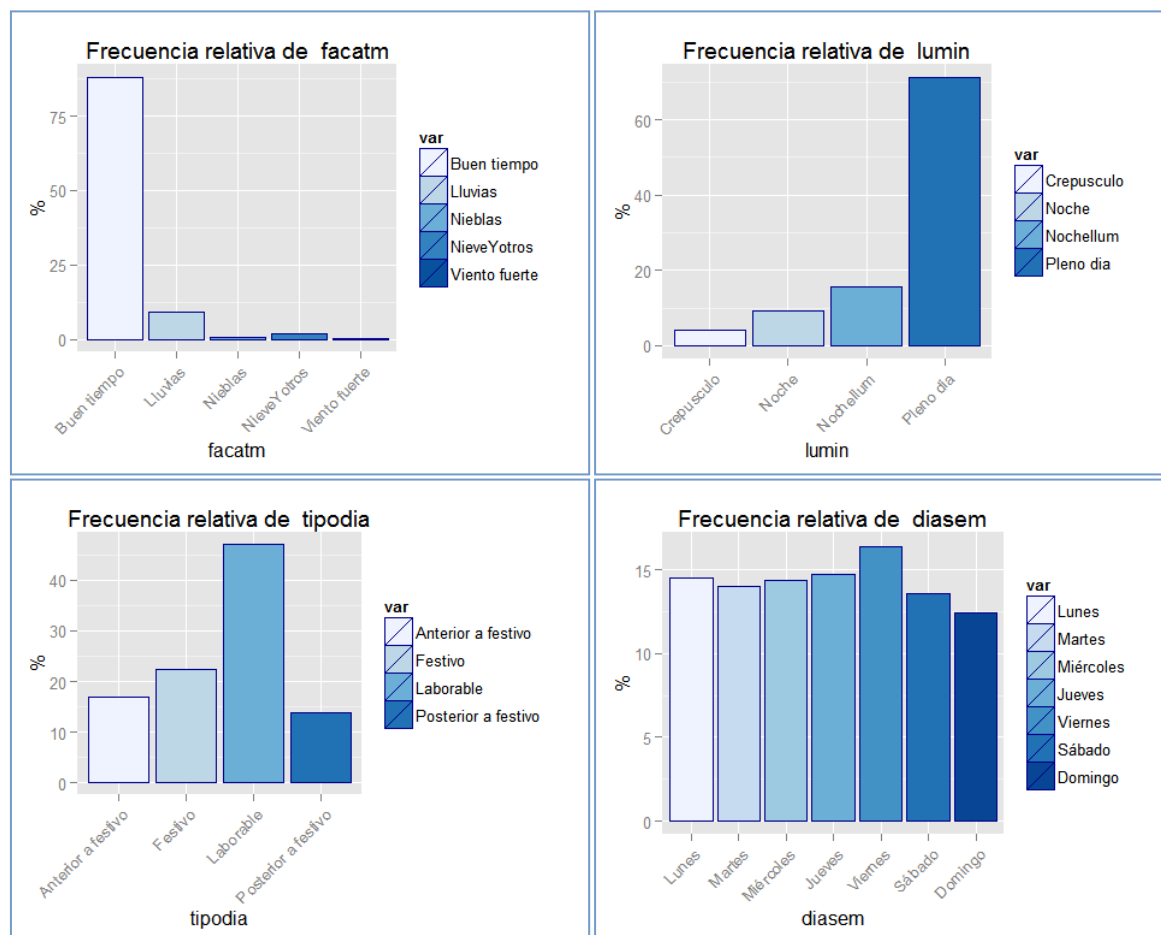 Frecuencia relativa de facatm
%
75
50
25
0
Buen tiempo
Lluvias
Nieblas
NieveYotros
Viento fuerte
facatm
var
Buen tiempo
Lluvias
Nieblas
NieveYotros
Viento fuerte
Frecuencia relativa de lumin
%
60
40
20
0
Crepusculo
Noche
NocheIlum
Pleno dia
lumin
var
Crepusculo
Noche
NocheIlum
Pleno dia
Frecuencia relativa de tipodia
%
40
30
20
10
0
Anterior a festivo
Festivo
Laborable
Posterior a festivo
tipodia
var
Anterior a festivo
Festivo
Laborable
Posterior a festivo
Frecuencia relativa de diasem
%
15
10
5
0
Lunes
Martes
Miércoles
Jueves
Viernes
Sábado
Domingo
diasem
var
Lunes
Martes
Miércoles
Jueves
Viernes
Sábado
Domingo